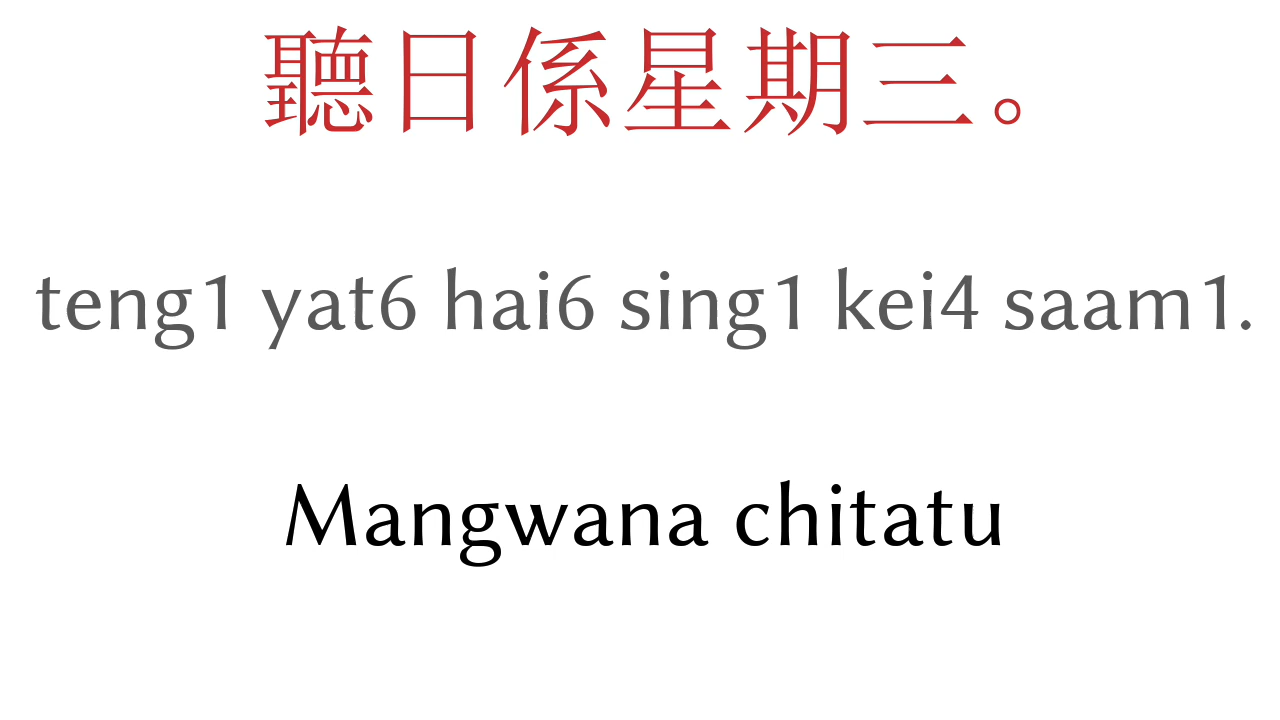 聽日係星期三。
teng1 yat6 hai6 sing1 kei4 saam1.
Mangwana chitatu